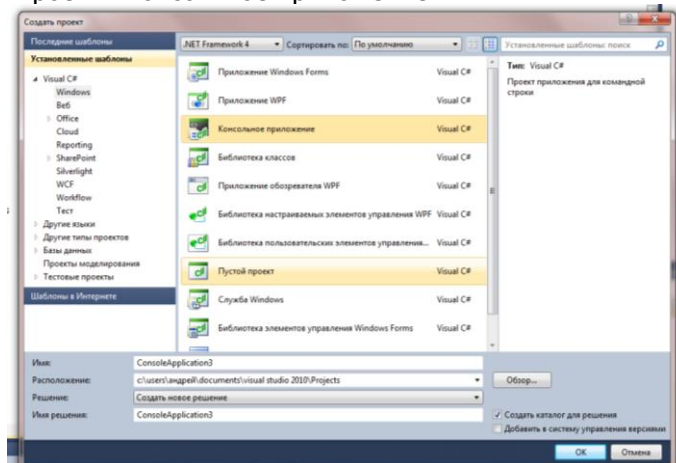 Создать проект
Последние шаблоны
.NET Framework 4
Сортировать по:
По умолчанию
Установленные шаблоны: поиск
Установленные шаблоны
Visual C#
Windows
Веб
Office
Cloud
Reporting
SharePoint
Silverlight
WCF
Workflow
Тест
Другие языки
Другие типы проектов
Базы данных
Проекты моделирования
Тестовые проекты
Шаблоны в Интернете
Приложение Windows Forms Visual C#
Приложение WPF Visual C#
Консольное приложение Visual C#
Библиотека классов Visual C#
Приложение обозревателя WPF Visual C#
Библиотека настраиваемых элементов управления WPF Visual C#
Библиотека пользовательских элементов управления... Visual C#
Пустой проект Visual C#
Служба Windows Visual C#
Библиотека элементов управления Windows Forms Visual C#
Тип: Visual C#
Проект приложения для командной
строки
Имя: ConsoleApplication3
Расположение: c:\users\андрей\documents\visual studio 2010\Projects
Обзор...
Решение: Создать новое решение
Имя решения: ConsoleApplication3
Создать каталог для решения
Добавить в систему управления версиями
OK
Отмена